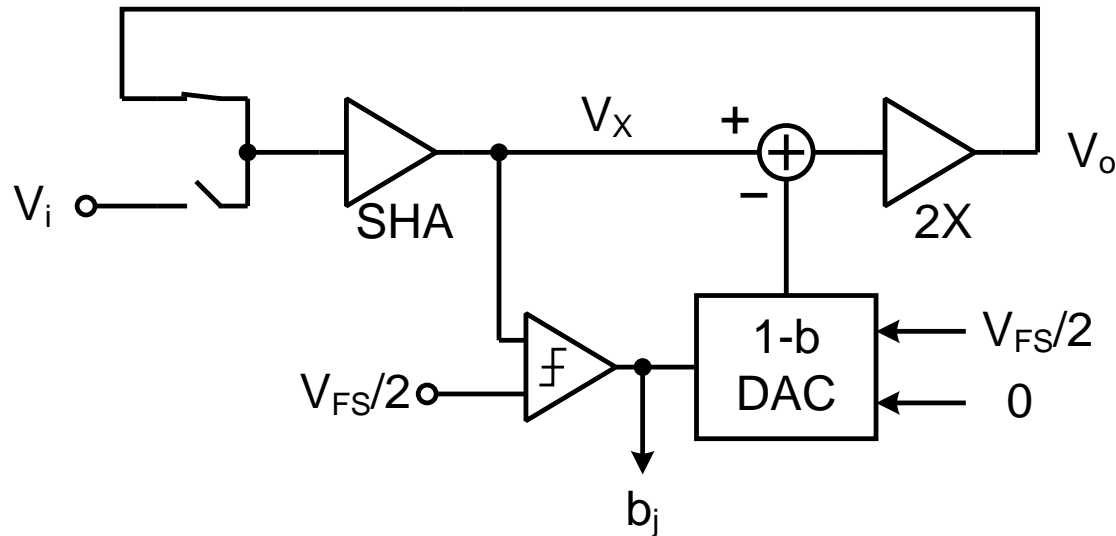 V_X
+
V_i
−
V_o
SHA
2X
1-b
DAC
V_FS/2
V_FS/2
0
b_j